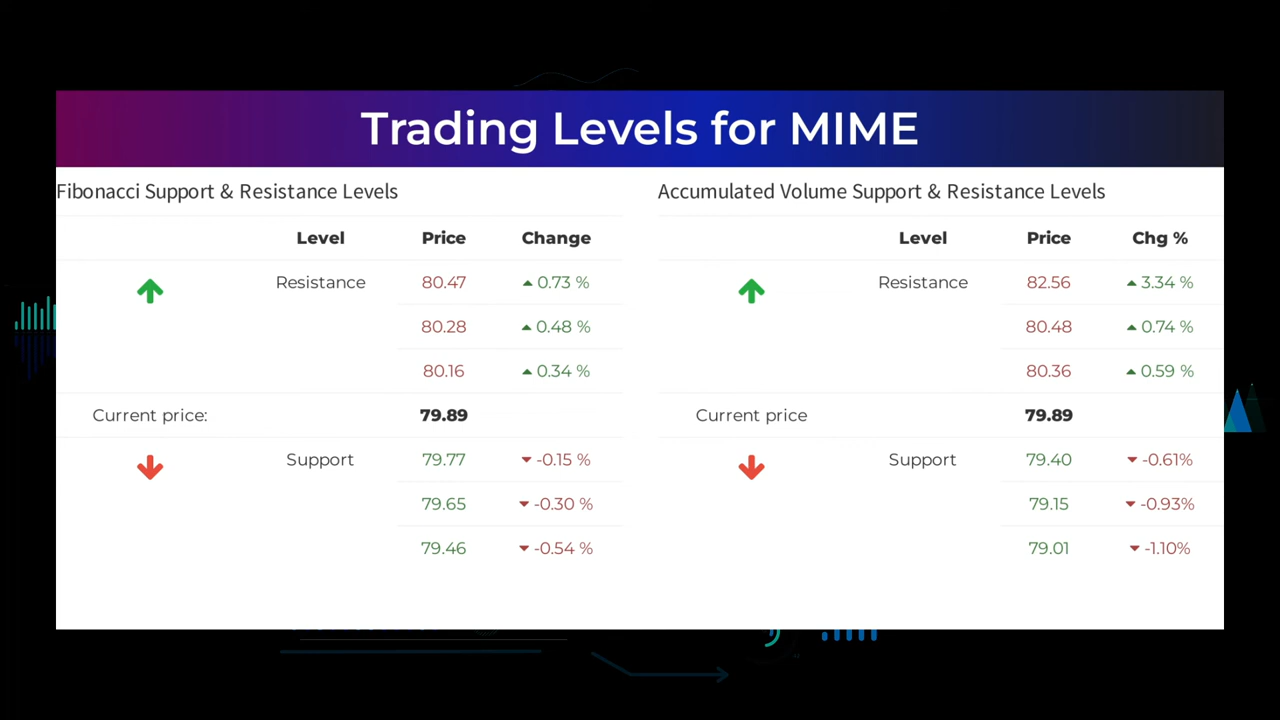 Trading Levels for MIME
Fibonacci Support & Resistance Levels
Level Price Change
Resistance 80.47 0.73 %
80.28 0.48 %
80.16 0.34 %
Current price: 79.89
Support 79.77 -0.15 %
79.65 -0.30 %
79.46 -0.54 %
Accumulated Volume Support & Resistance Levels
Level Price Chg %
Resistance 82.56 3.34 %
80.48 0.74 %
80.36 0.59 %
Current price 79.89
Support 79.40 -0.61%
79.15 -0.93%
79.01 -1.10%